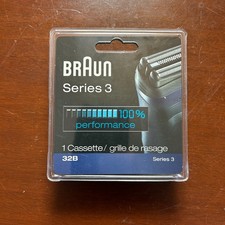 BRAUN
Series 3
100%
performance
1 Cassette/ grille de rasage
32B
Series 3